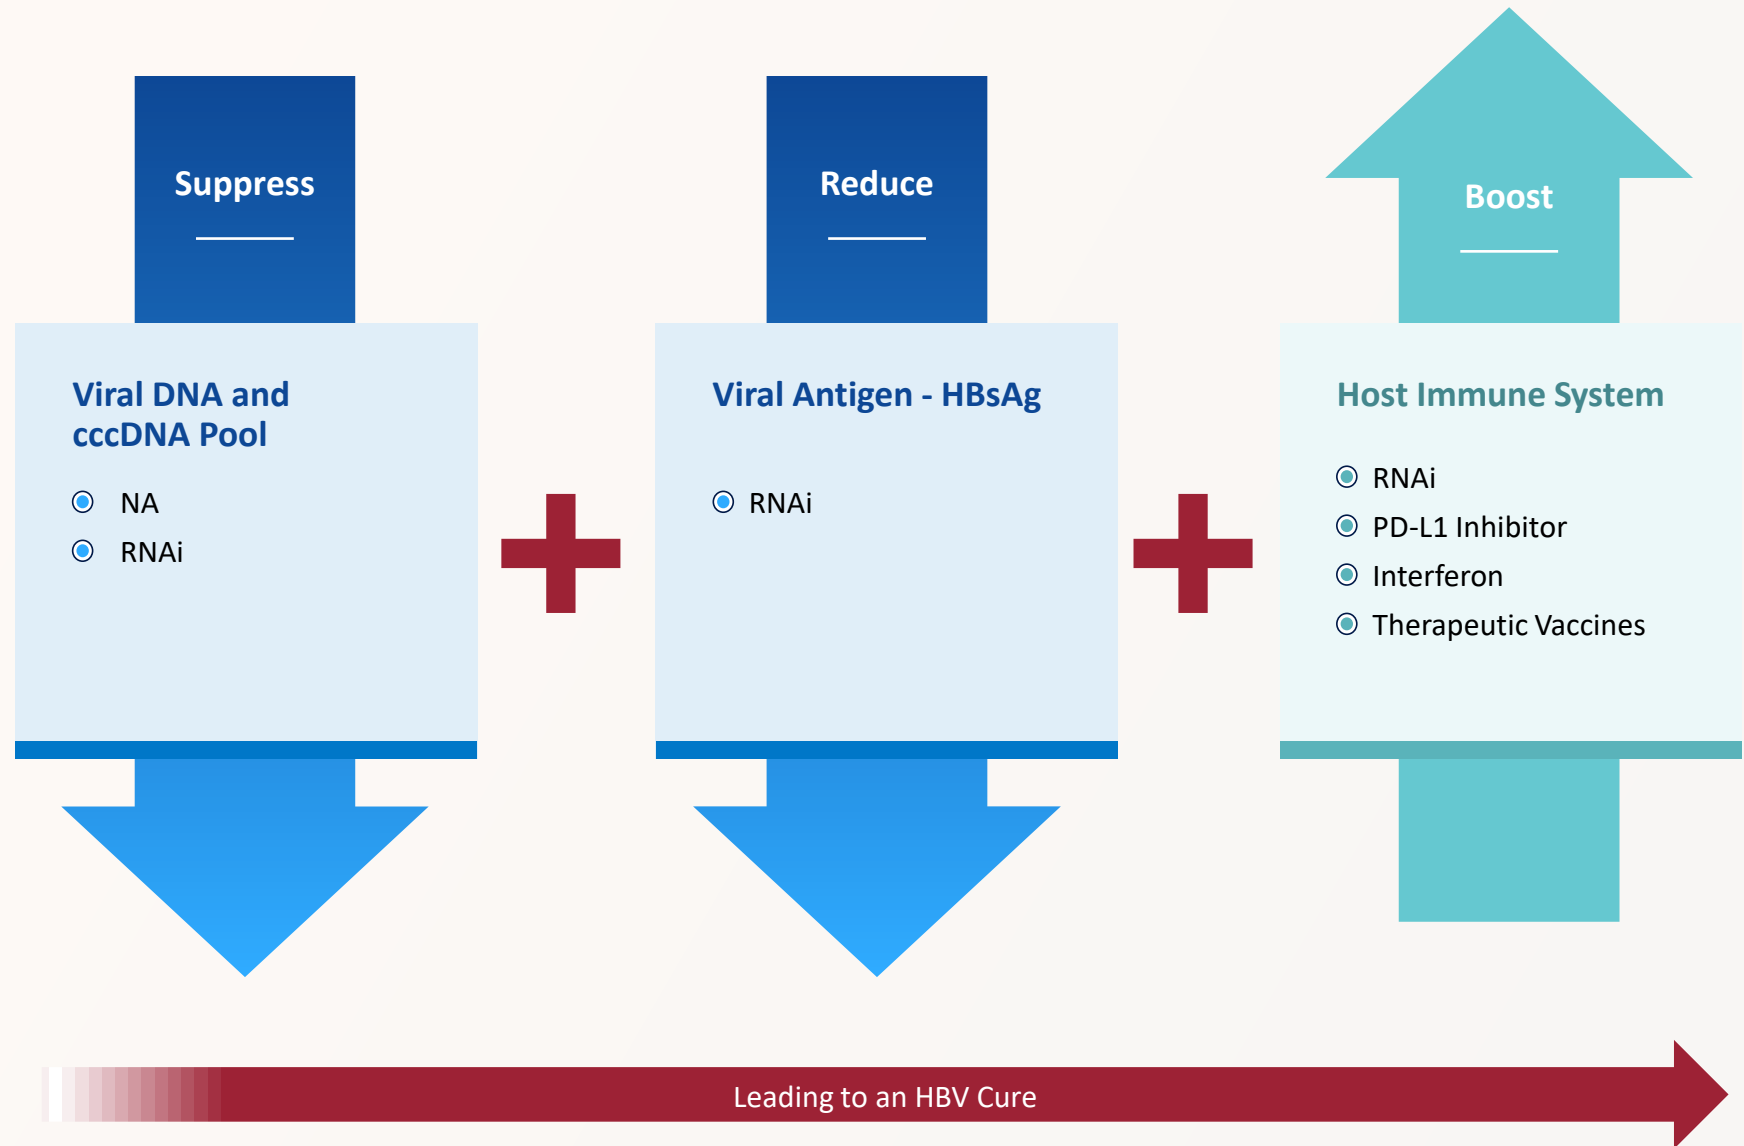 Suppress
Viral DNA and
cccDNA Pool
NA
RNAi
Reduce
Viral Antigen - HBsAg
RNAi
Boost
Host Immune System
RNAi
PD-L1 Inhibitor
Interferon
Therapeutic Vaccines
Leading to an HBV Cure